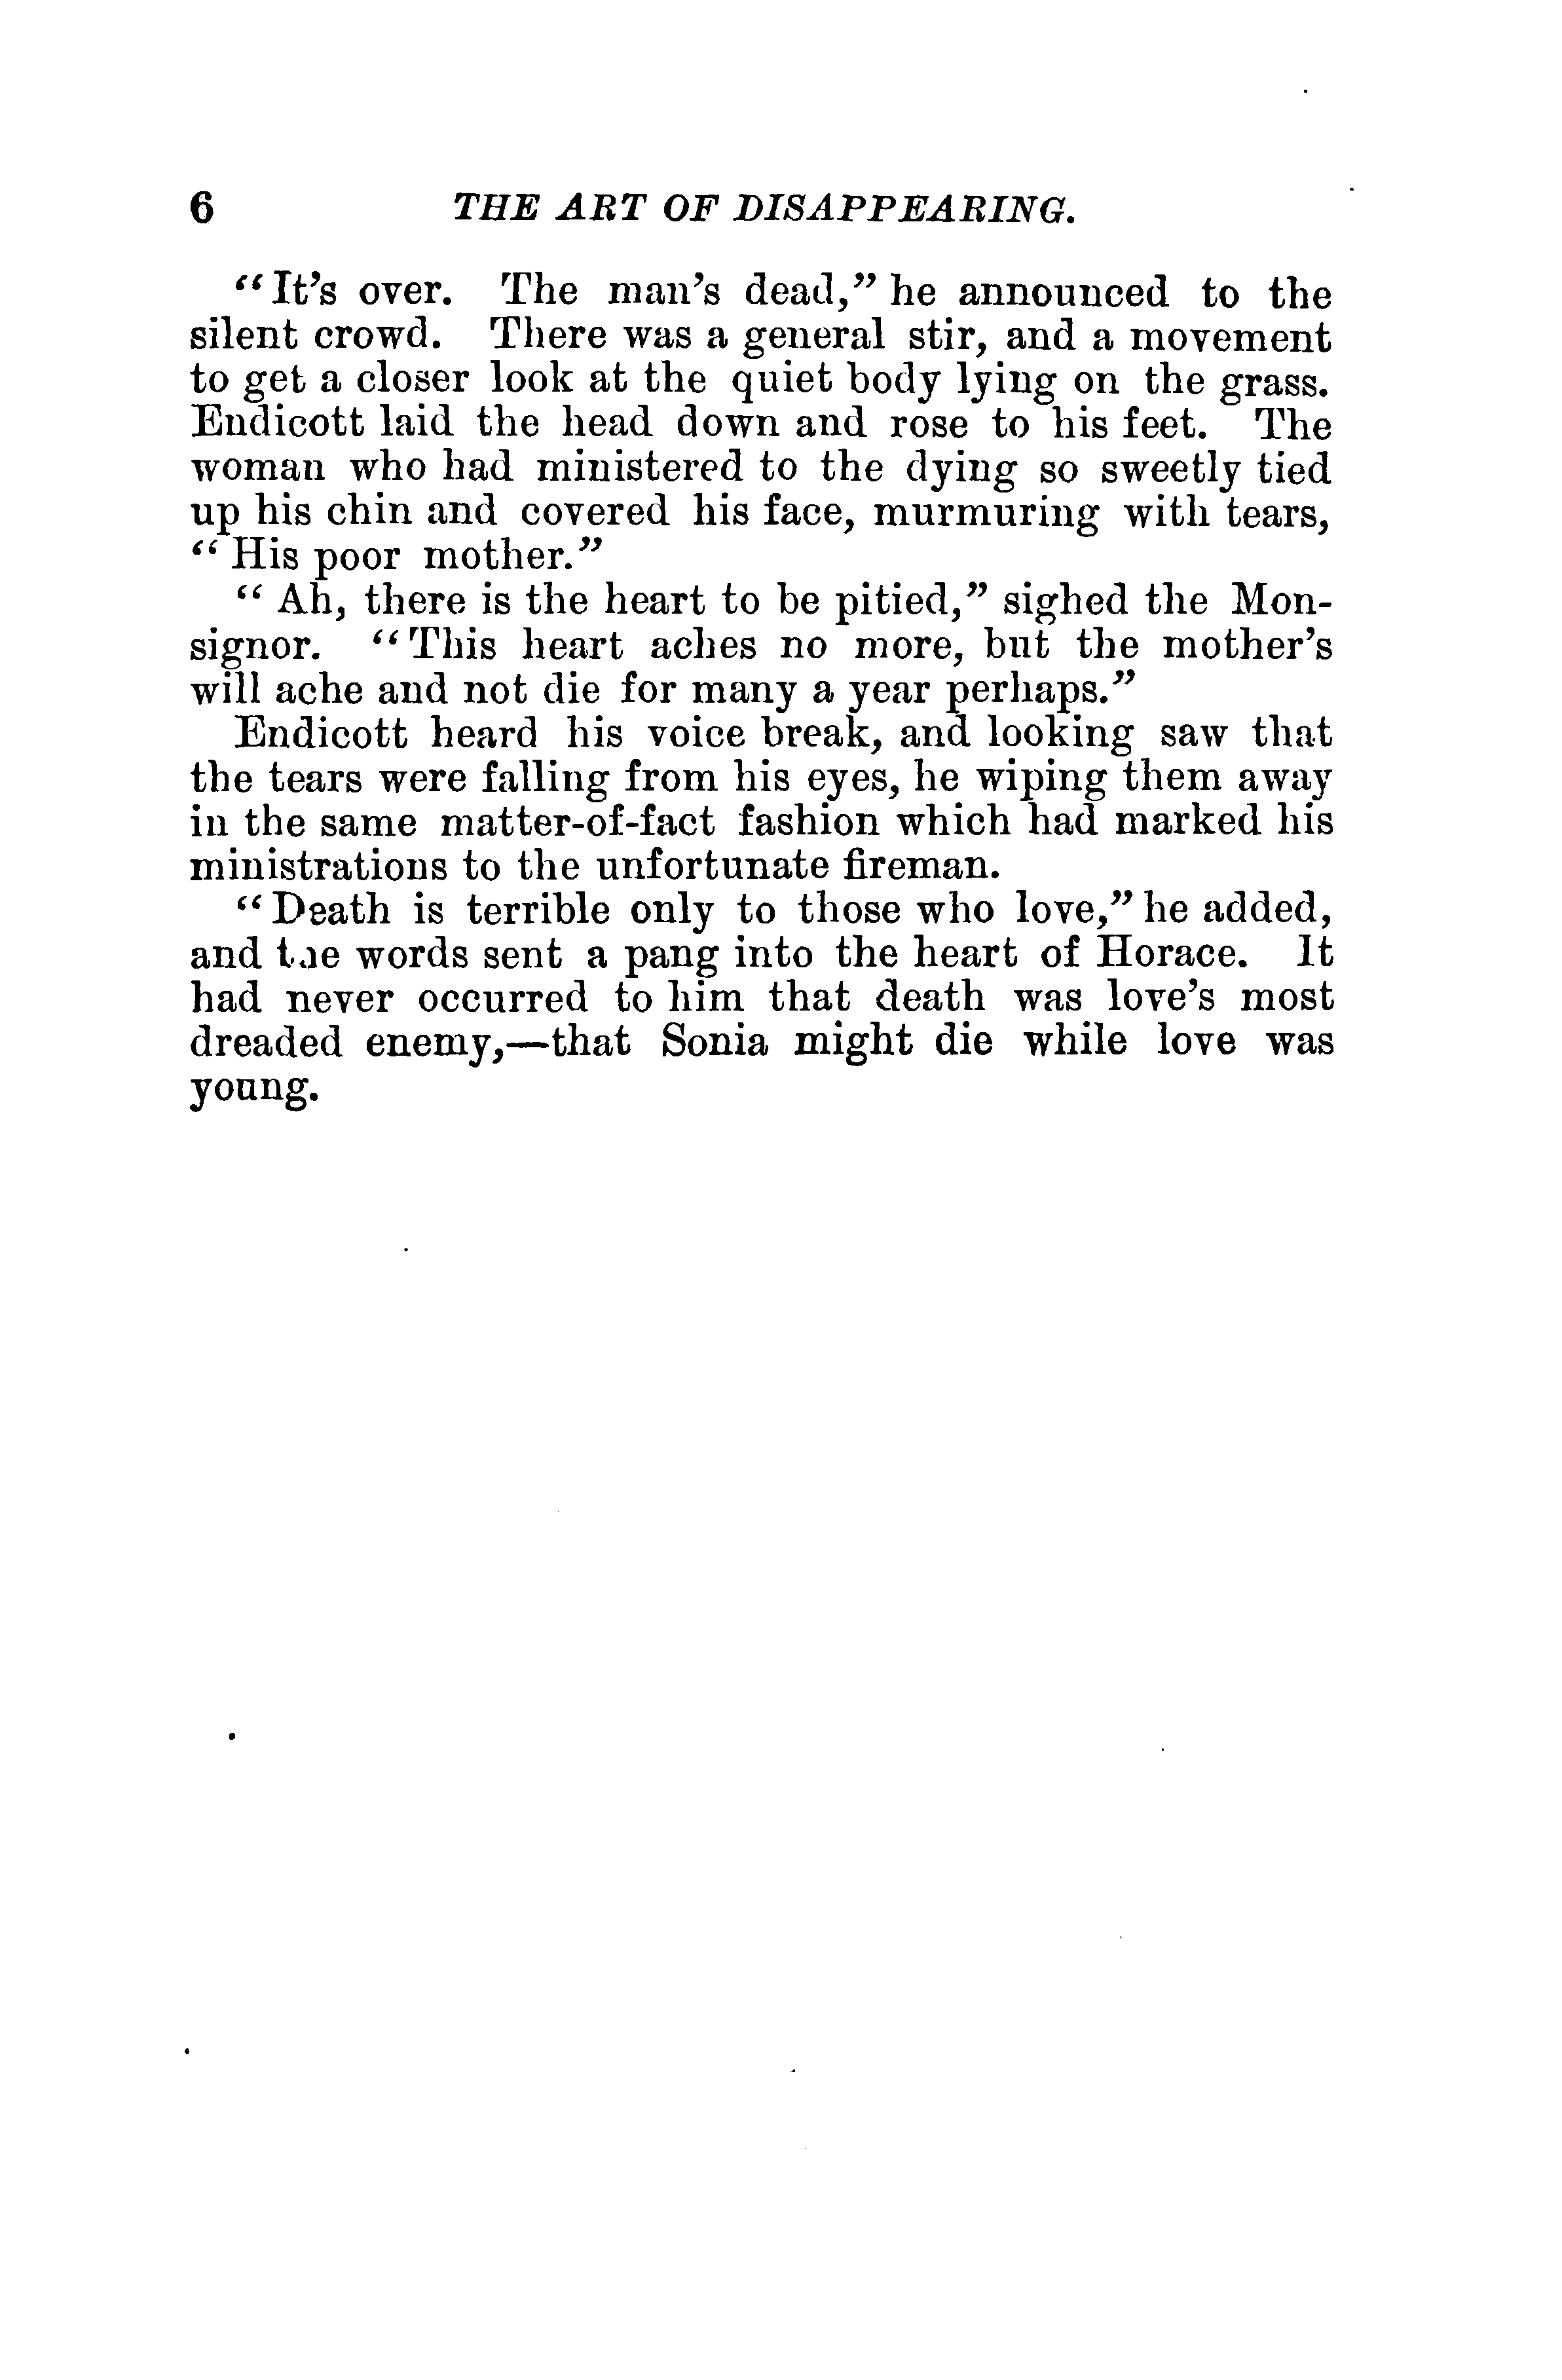 6 THE ART OF DISAPPEARING.
“It’s over. The man’s dead,” he announced to the
silent crowd. There was a general stir, and a movement
to get a closer look at the quiet body lying on the grass.
Endicott laid the head down and rose to his feet. The
woman who had ministered to the dying so sweetly tied
up his chin and covered his face, murmuring with tears,
“His poor mother.”
“Ah, there is the heart to be pitied,” sighed the Mon-
signor. “This heart aches no more, but the mother’s
will ache and not die for many a year perhaps.”
Endicott heard his voice break, and looking saw that
the tears were falling from his eyes, he wiping them away
in the same matter-of-fact fashion which had marked his
ministrations to the unfortunate fireman.
“Death is terrible only to those who love,” he added,
and the words sent a pang into the heart of Horace. It
had never occurred to him that death was love’s most
dreaded enemy,—that Sonia might die while love was
young.